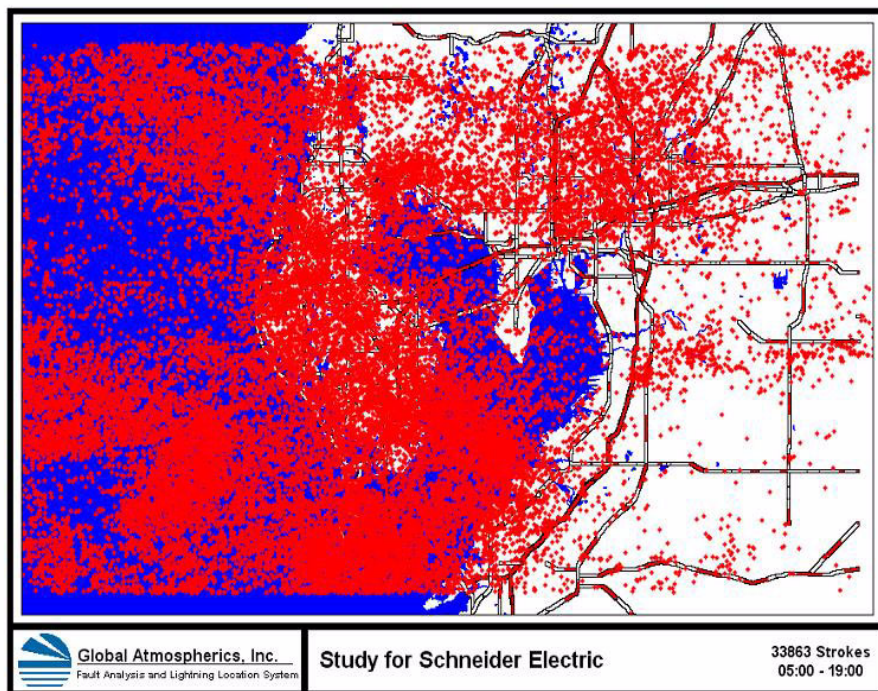 Global Atmospherics, Inc.
Fault Analysis and Lightning Location System
Study for Schneider Electric
33863 Strokes
05:00 - 19:00